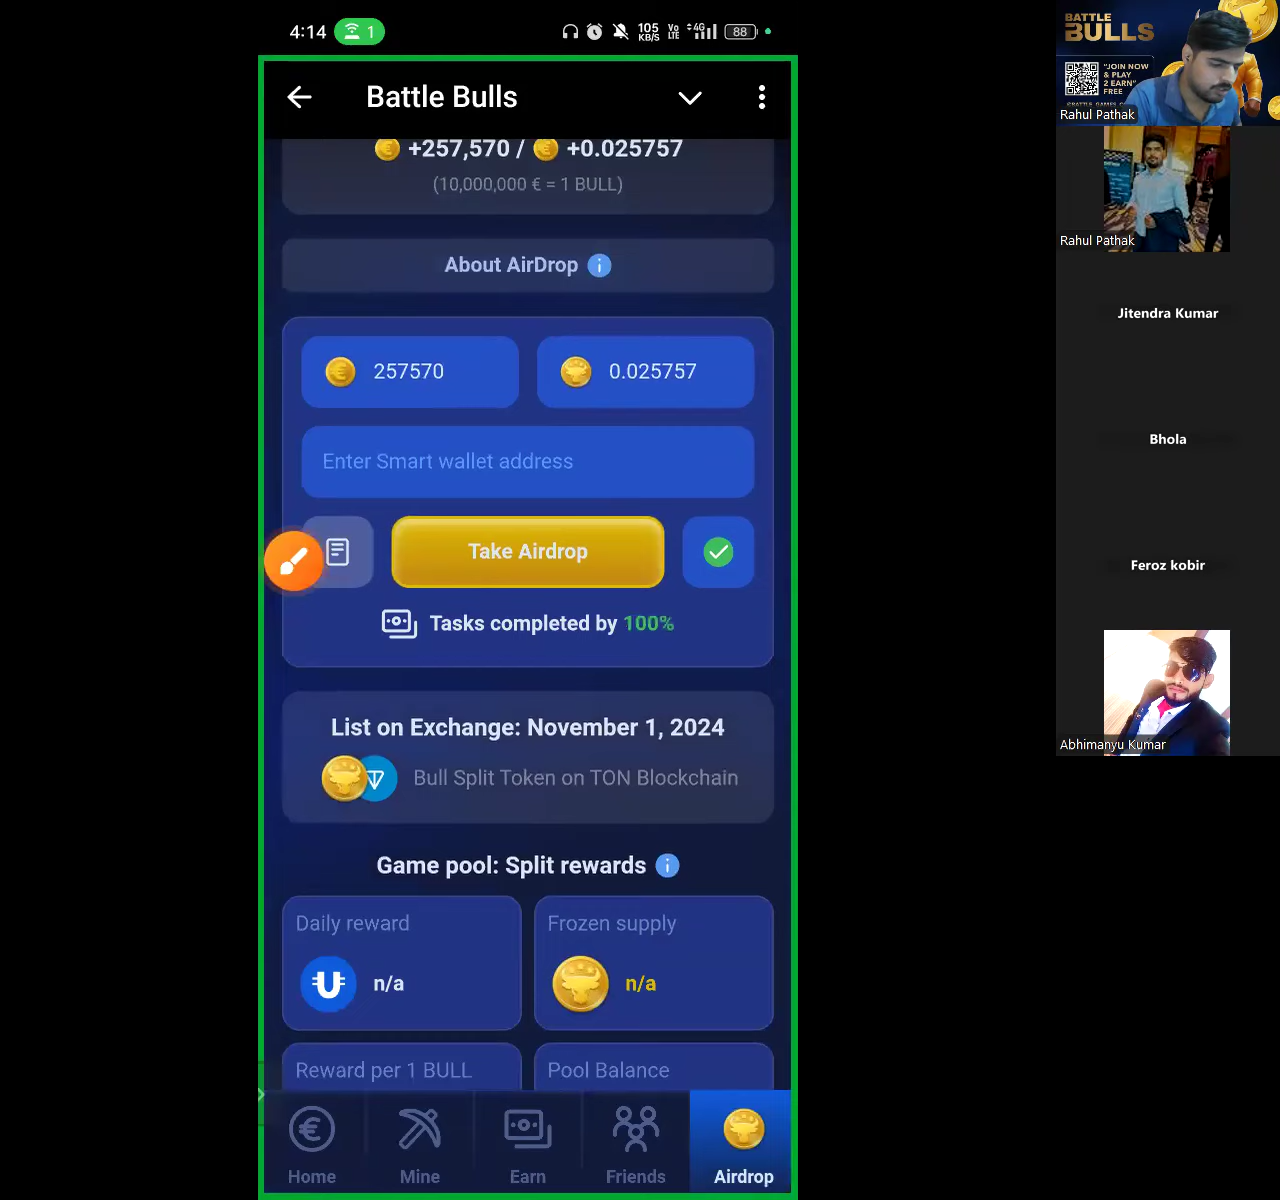 4:14
1
105 KB/S
Vo LTE
4G
88
Battle Bulls
+257,570 / +0.025757
(10,000,000 € = 1 BULL)
About AirDrop
257570
0.025757
Enter Smart wallet address
Take Airdrop
Tasks completed by 100%
List on Exchange: November 1, 2024
Bull Split Token on TON Blockchain
Game pool: Split rewards
Daily reward
Frozen supply
n/a
n/a
Reward per 1 BULL
Pool Balance
Home
Mine
Earn
Friends
Airdrop
BATTLE
BULLS
"JOIN NOW
& PLAY
2 EARN"
FREE
Rahul Pathak
Rahul Pathak
Jitendra Kumar
Bhola
Feroz kobir
Abhimanyu Kumar